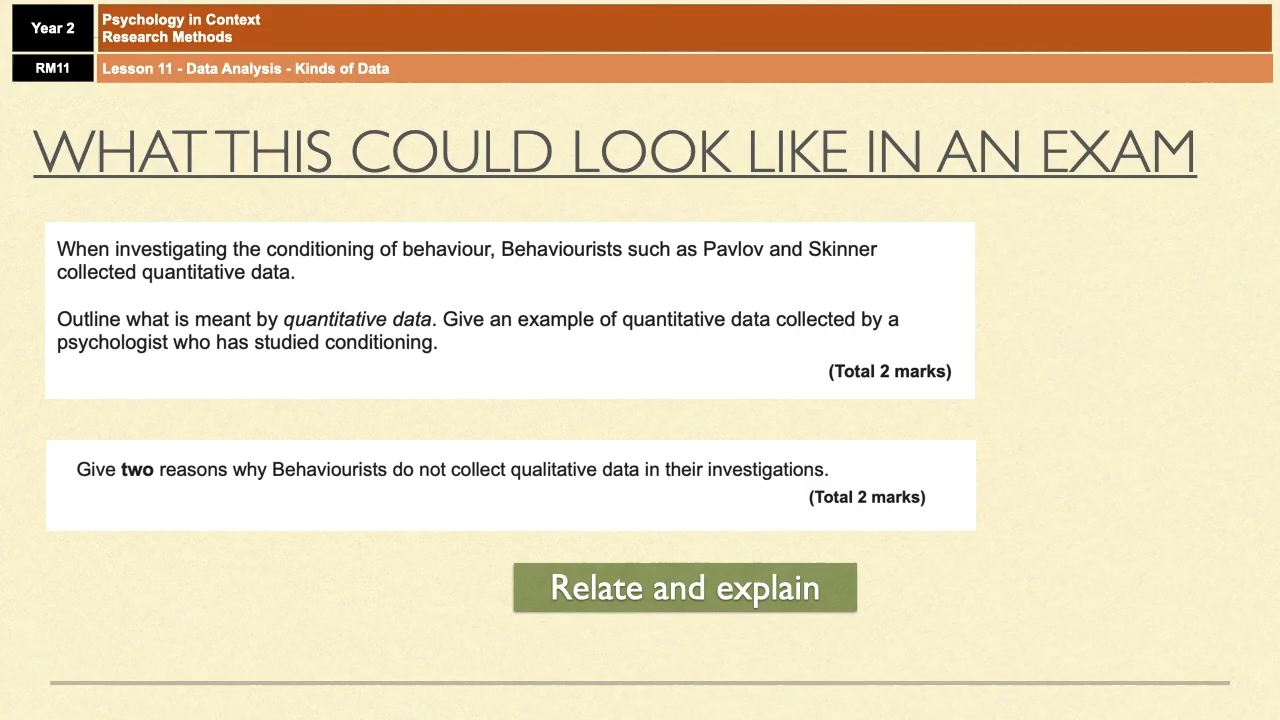 Year 2
Psychology in Context
Research Methods
RM11
Lesson 11 - Data Analysis - Kinds of Data
WHAT THIS COULD LOOK LIKE IN AN EXAM
When investigating the conditioning of behaviour, Behaviourists such as Pavlov and Skinner
collected quantitative data.
Outline what is meant by quantitative data. Give an example of quantitative data collected by a
psychologist who has studied conditioning.
(Total 2 marks)
Give two reasons why Behaviourists do not collect qualitative data in their investigations.
(Total 2 marks)
Relate and explain